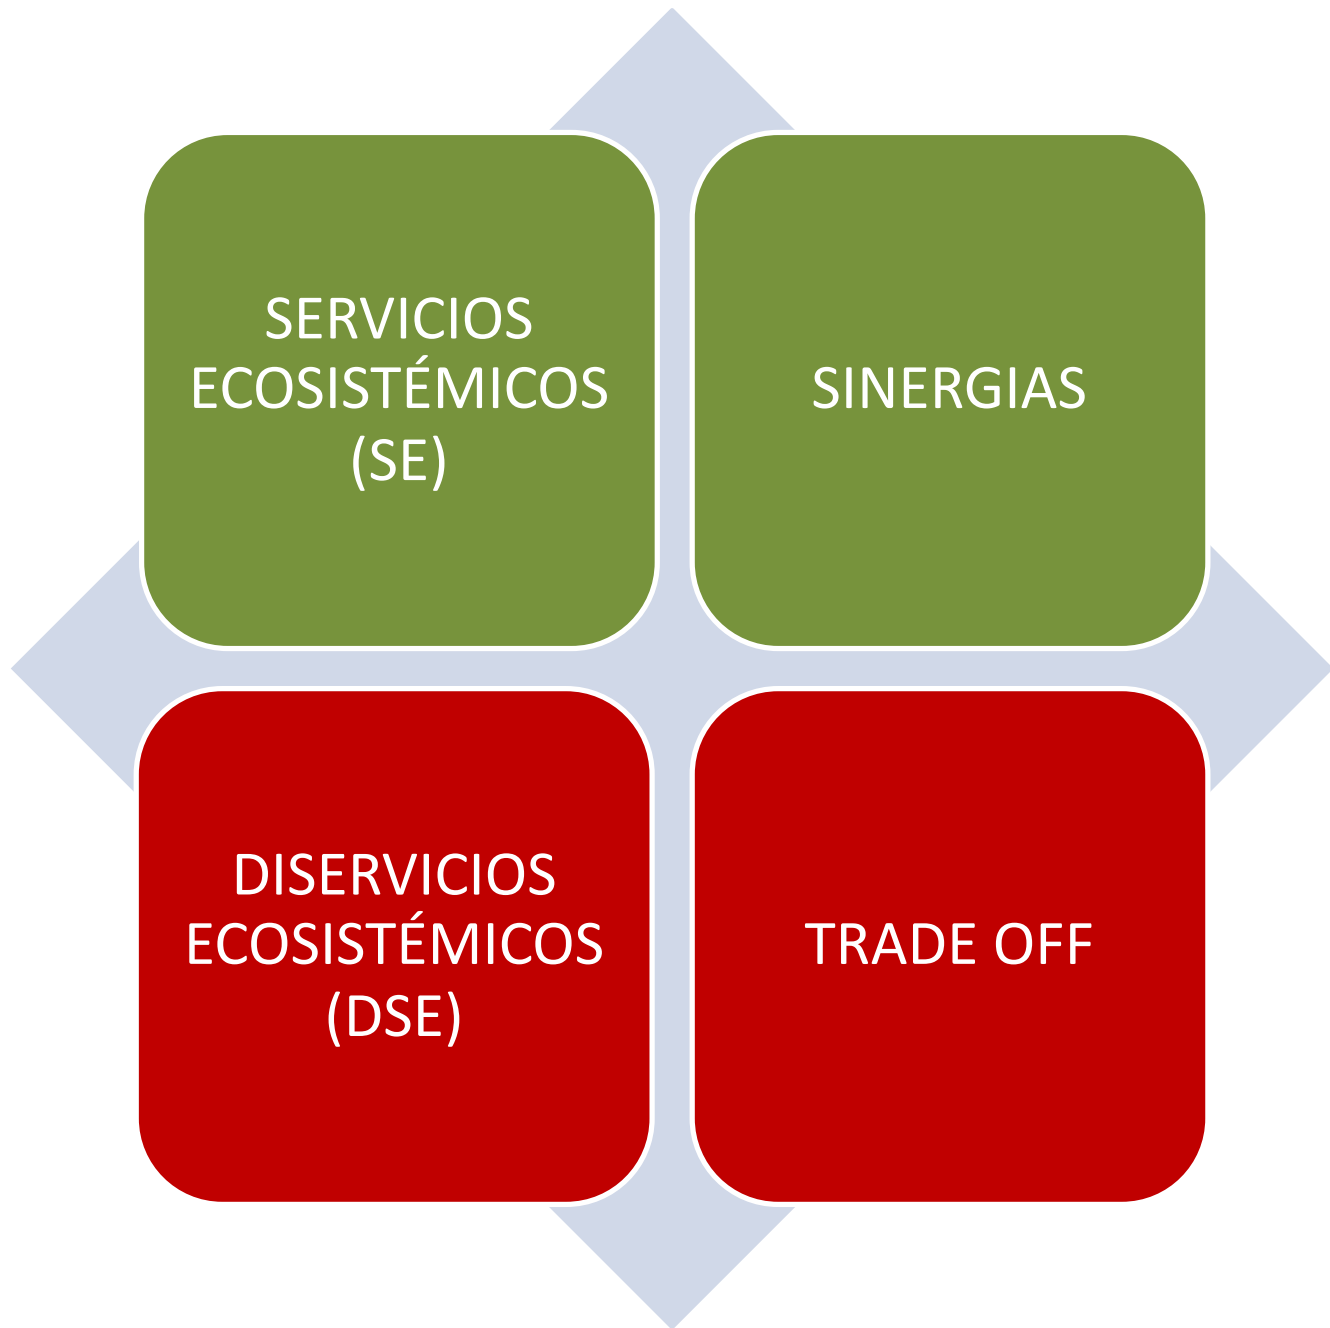 SERVICIOS
ECOSISTÉMICOS
(SE)
SINERGIAS
DISERVICIOS
ECOSISTÉMICOS
(DSE)
TRADE OFF